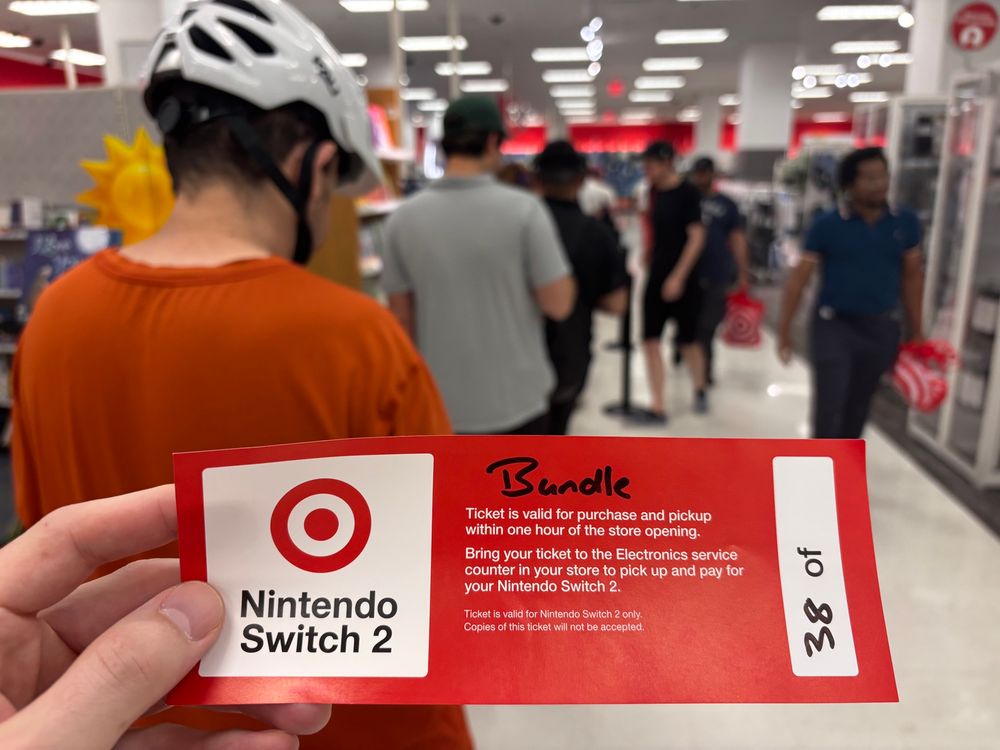 Bundle
Ticket is valid for purchase and pickup
within one hour of the store opening.
Bring your ticket to the Electronics service
counter in your store to pick up and pay for
your Nintendo Switch 2.
Ticket is valid for Nintendo Switch 2 only.
Copies of this ticket will not be accepted.
Nintendo
Switch 2
38 of